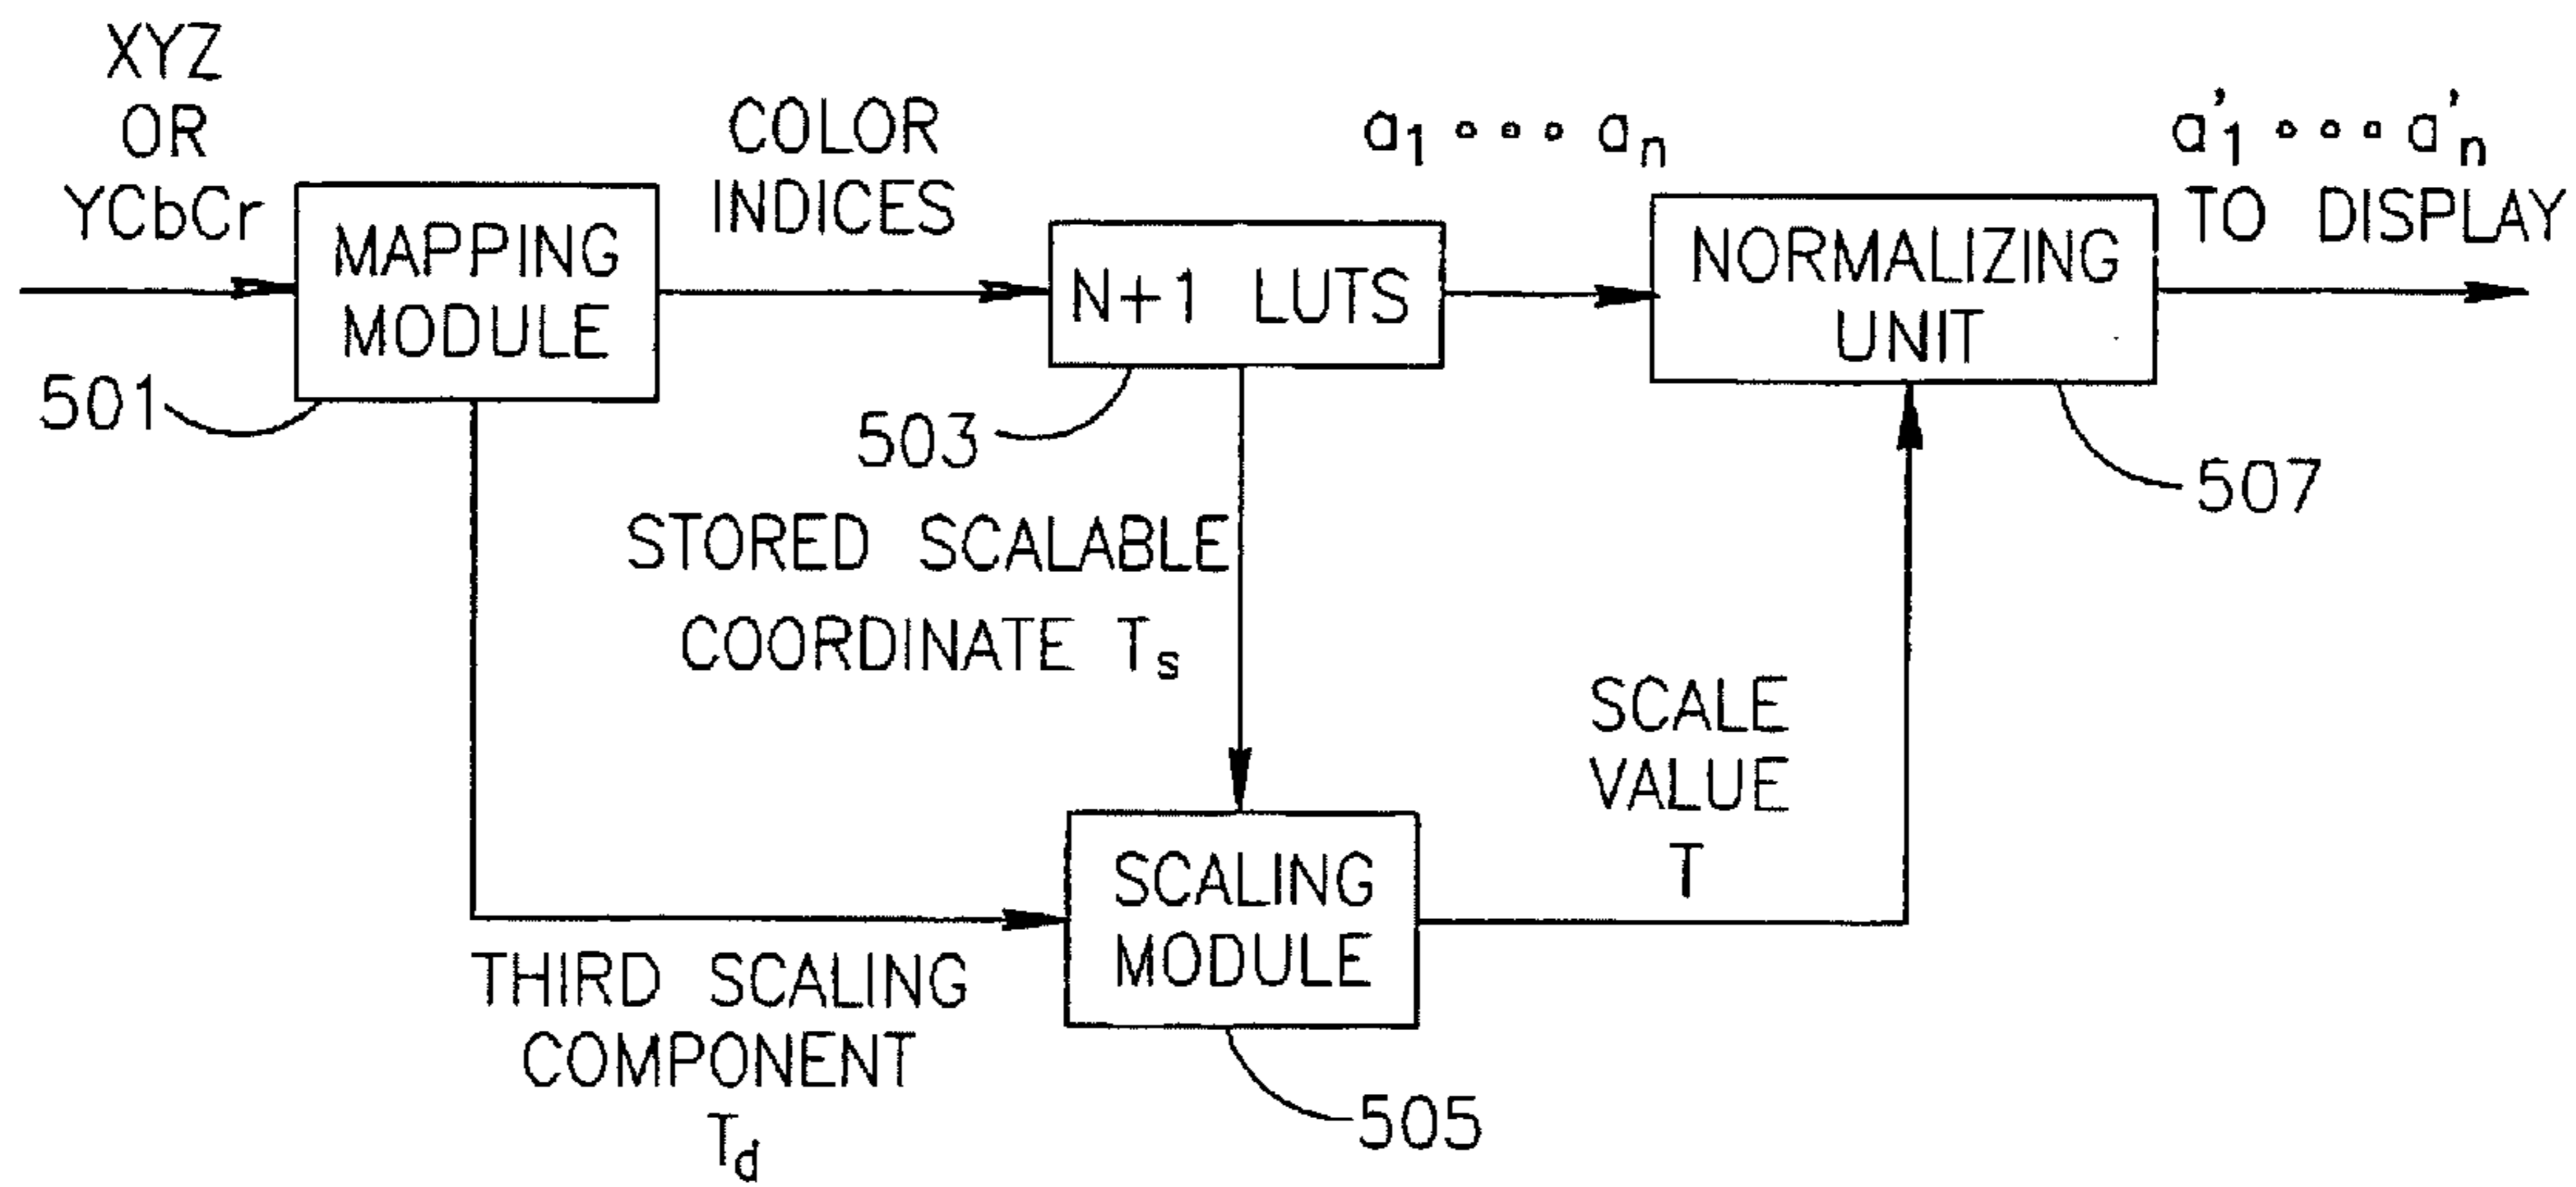 XYZ
OR
YCbCr
MAPPING
MODULE
501
COLOR
INDICES
N+1 LUTS
503
a1 ∘∘∘ an
NORMALIZING
UNIT
507
a'1 ∘∘∘ a'n
TO DISPLAY
STORED SCALABLE
COORDINATE Ts
SCALE
VALUE
T
SCALING
MODULE
505
THIRD SCALING
COMPONENT
Td